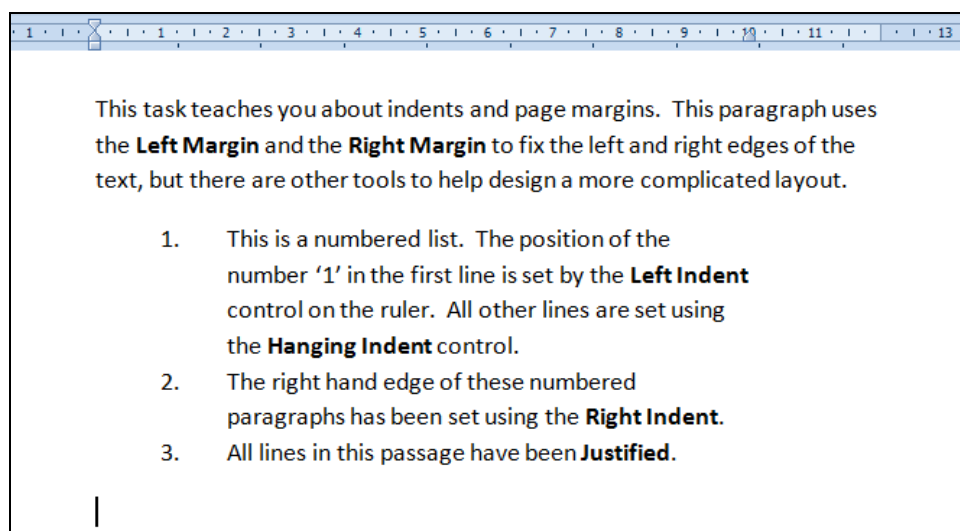 1 1 2 3 4 5 6 7 8 9 10 11 13
This task teaches you about indents and page margins.  This paragraph uses
the Left Margin and the Right Margin to fix the left and right edges of the
text, but there are other tools to help design a more complicated layout.
1. This is a numbered list.  The position of the
number ‘1’ in the first line is set by the Left Indent
control on the ruler.  All other lines are set using
the Hanging Indent control.
2. The right hand edge of these numbered
paragraphs has been set using the Right Indent.
3. All lines in this passage have been Justified.